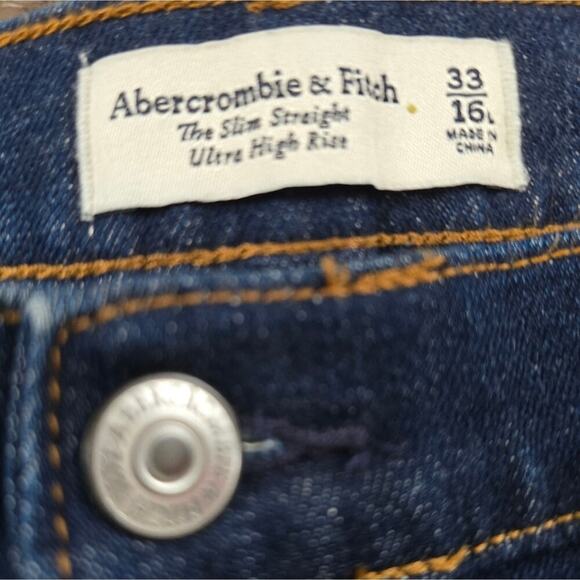 Abercrombie & Fitch
The Slim Straight
Ultra High Rise
33
16L
MADE IN
CHINA